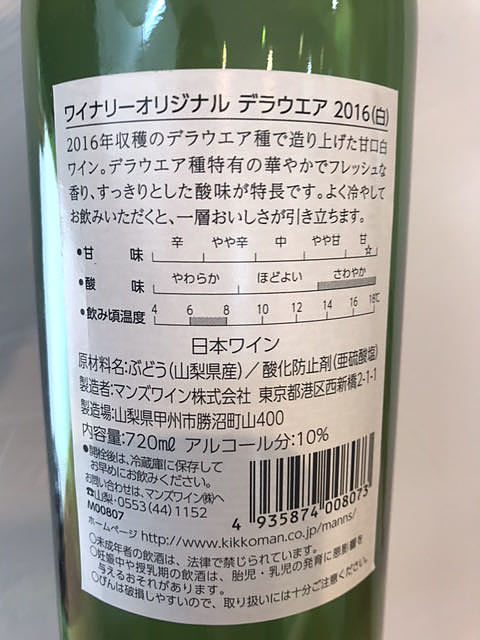 ワイナリーオリジナル デラウエア 2016(白)
2016年収穫のデラウエア種で造り上げた甘口白
ワイン。デラウエア種特有の華やかでフレッシュな
香り、すっきりとした酸味が特長です。よく冷やして
お飲みいただくと、一層おいしさが引き立ちます。
•甘味 辛 やや辛 中 やや甘 甘 ☆
•酸味 やわらか ほどよい さわやか
•飲み頃温度 4 6 8 10 12 14 16 18℃
日本ワイン
原材料名:ぶどう(山梨県産)/酸化防止剤(亜硫酸塩)
製造者:マンズワイン株式会社 東京都港区西新橋2-1-1
製造場:山梨県甲州市勝沼町山400
内容量:720ml アルコール分:10%
●開栓後は、冷蔵庫に保存して
お早めにお飲みください。
お問い合わせは、マンズワイン㈱へ
☎山梨・0553(44)1152
M00807
4 935874 008073
ホームページ http://www.kikkoman.co.jp/manns/
○未成年者の飲酒は、法律で禁じられています。
○妊娠中や授乳期の飲酒は、胎児・乳児の発育に悪影響を
与えるおそれがあります。
○びんは破損しやすいので、取り扱いには十分ご注意ください。